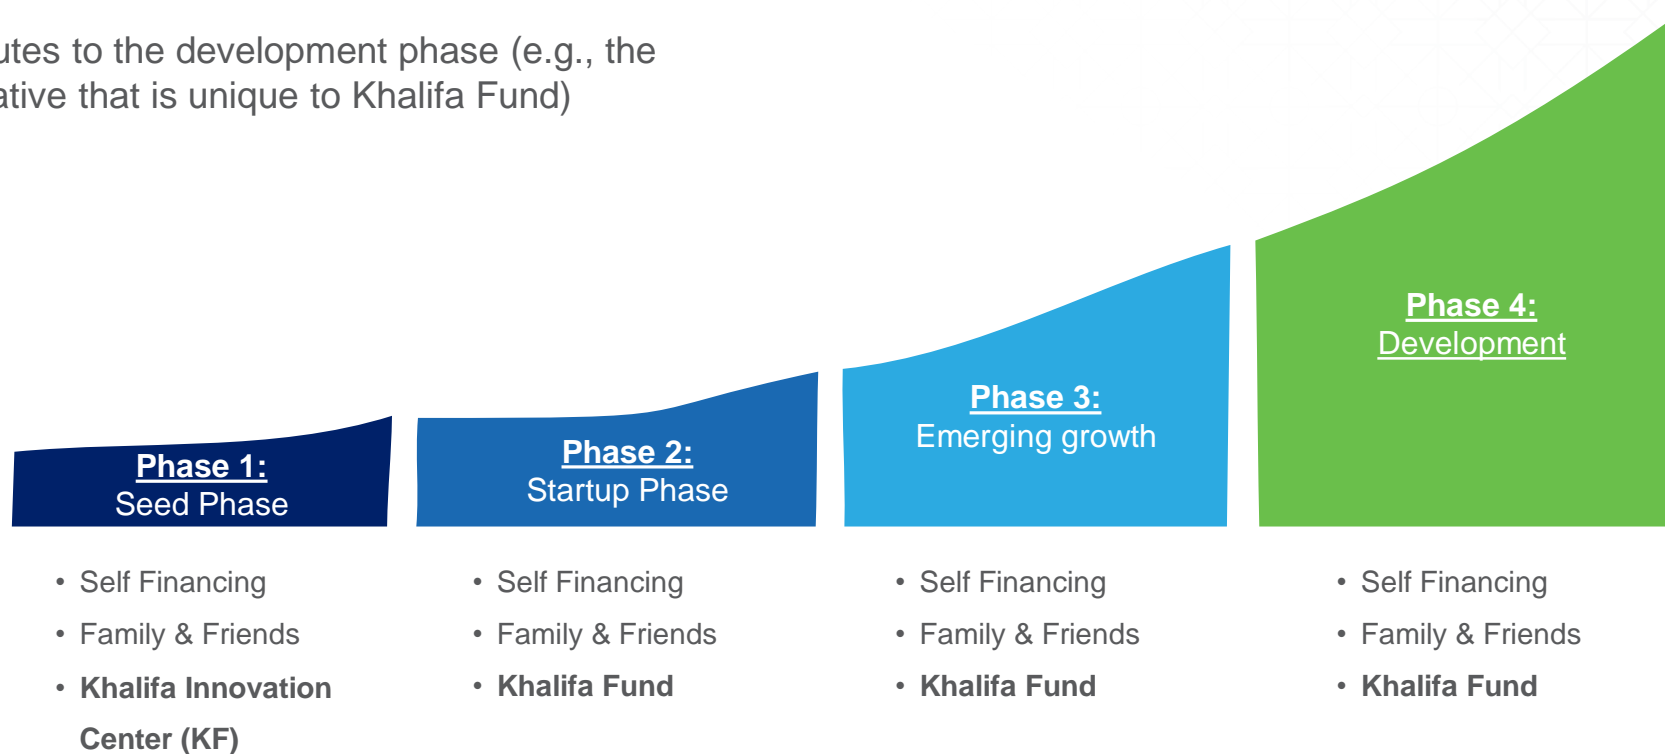 utes to the development phase (e.g., the
ative that is unique to Khalifa Fund)
Phase 1:
Seed Phase
Phase 2:
Startup Phase
Phase 3:
Emerging growth
Phase 4:
Development
• Self Financing
• Family & Friends
• Khalifa Innovation
Center (KF)
• Self Financing
• Family & Friends
• Khalifa Fund
• Self Financing
• Family & Friends
• Khalifa Fund
• Self Financing
• Family & Friends
• Khalifa Fund